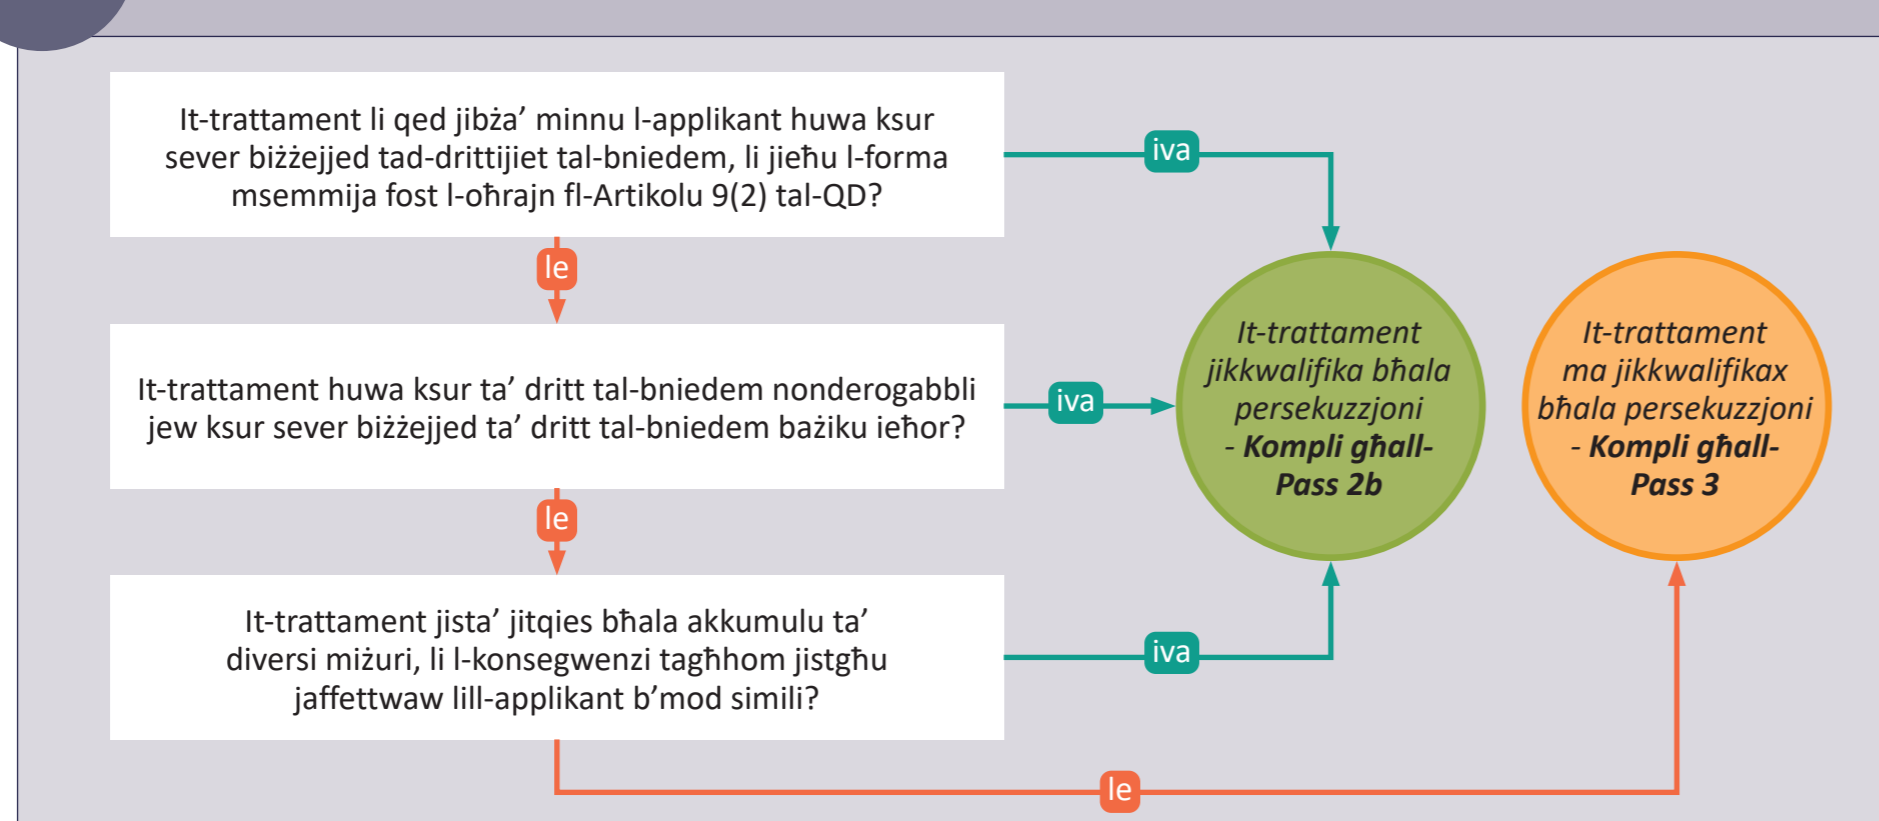 It-trattament li qed jibża’ minnu l-applikant huwa ksur
sever biżżejjed tad-drittijiet tal-bniedem, li jieħu l-forma
msemmija fost l-oħrajn fl-Artikolu 9(2) tal-QD?
iva
le
It-trattament huwa ksur ta’ dritt tal-bniedem nonderogabbli
jew ksur sever biżżejjed ta’ dritt tal-bniedem bażiku ieħor?
iva
le
It-trattament jista’ jitqies bħala akkumulu ta’
diversi miżuri, li l-konsegwenzi tagħhom jistgħu
jaffettwaw lill-applikant b’mod simili?
iva
le
It-trattament
jikkwalifika bħala
persekuzzjoni
- Kompli għall-
Pass 2b
It-trattament
ma jikkwalifikax
bħala persekuzzjoni
- Kompli għall-
Pass 3